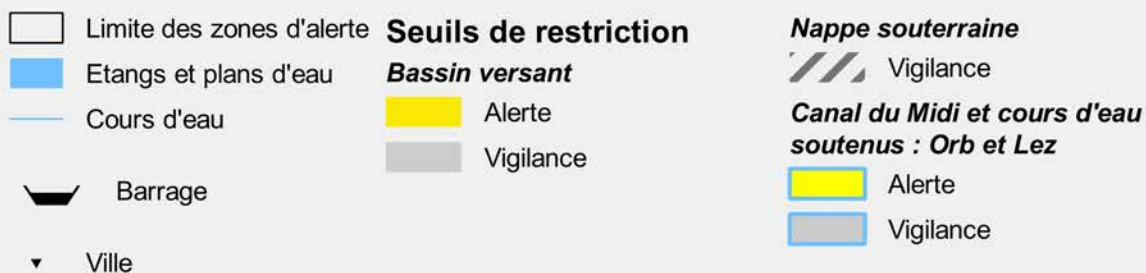 Limite des zones d'alerte
Etangs et plans d'eau
Cours d'eau
Barrage
Ville
Seuils de restriction
Bassin versant
Alerte
Vigilance
Nappe souterraine
Vigilance
Canal du Midi et cours d'eau
soutenus : Orb et Lez
Alerte
Vigilance